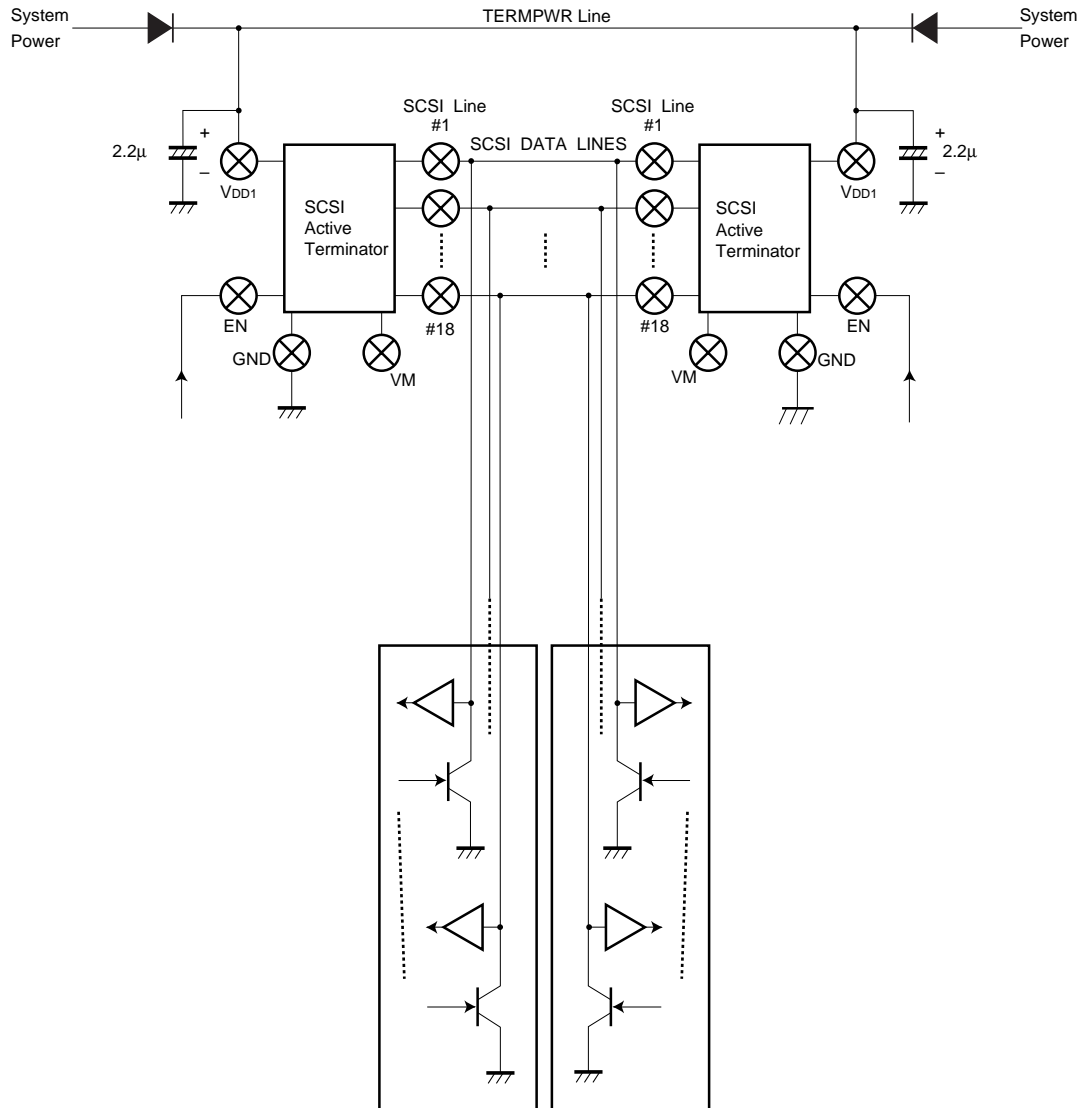 System
Power
TERMPWR Line
System
Power
SCSI Line
#1
SCSI Line
#1
SCSI DATA LINES
2.2µ
+
–
VDD1
SCSI
Active
Terminator
SCSI
Active
Terminator
VDD1
+
–
2.2µ
EN
#18
#18
EN
GND
VM
VM
GND